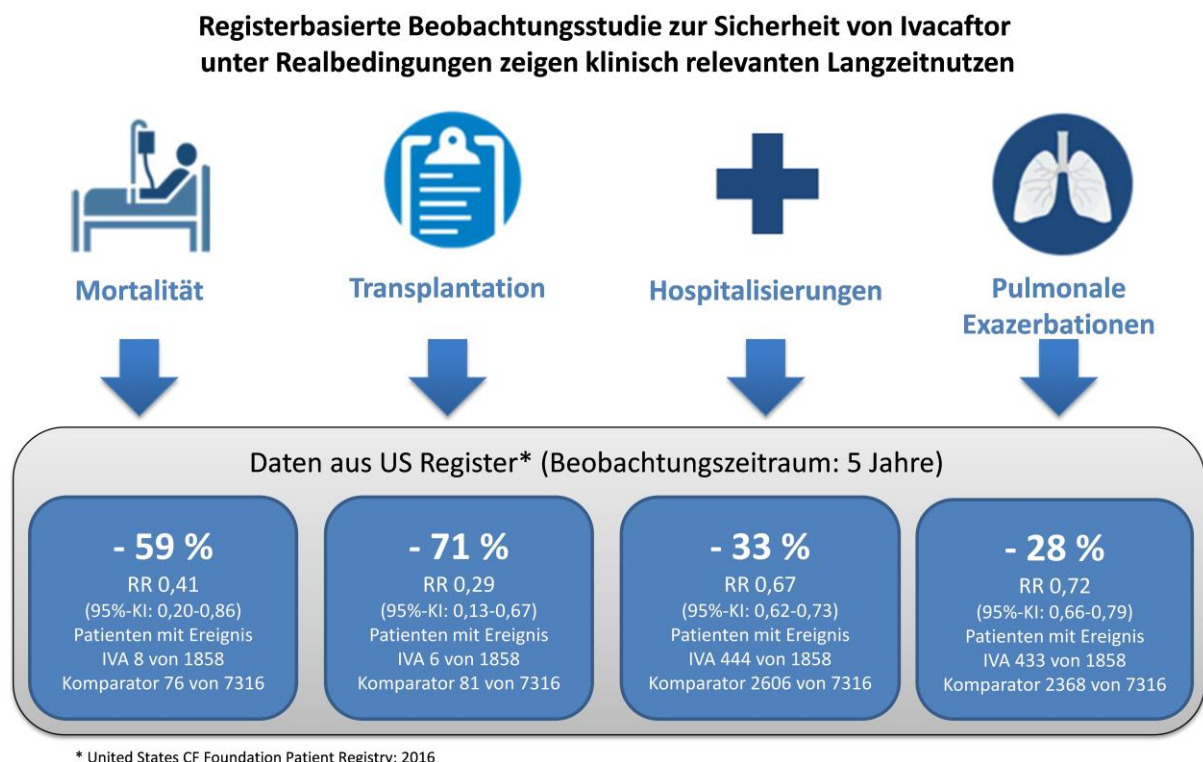 Registerbasierte Beobachtungsstudie zur Sicherheit von Ivacaftor
unter Realbedingungen zeigen klinisch relevanten Langzeitnutzen
Mortalität
Transplantation
Hospitalisierungen
Pulmonale
Exazerbationen
Daten aus US Register* (Beobachtungszeitraum: 5 Jahre)
- 59 %
RR 0,41
(95%-KI: 0,20-0,86)
Patienten mit Ereignis
IVA 8 von 1858
Komparator 76 von 7316
- 71 %
RR 0,29
(95%-KI: 0,13-0,67)
Patienten mit Ereignis
IVA 6 von 1858
Komparator 81 von 7316
- 33 %
RR 0,67
(95%-KI: 0,62-0,73)
Patienten mit Ereignis
IVA 444 von 1858
Komparator 2606 von 7316
- 28 %
RR 0,72
(95%-KI: 0,66-0,79)
Patienten mit Ereignis
IVA 433 von 1858
Komparator 2368 von 7316
* United States CF Foundation Patient Registry; 2016